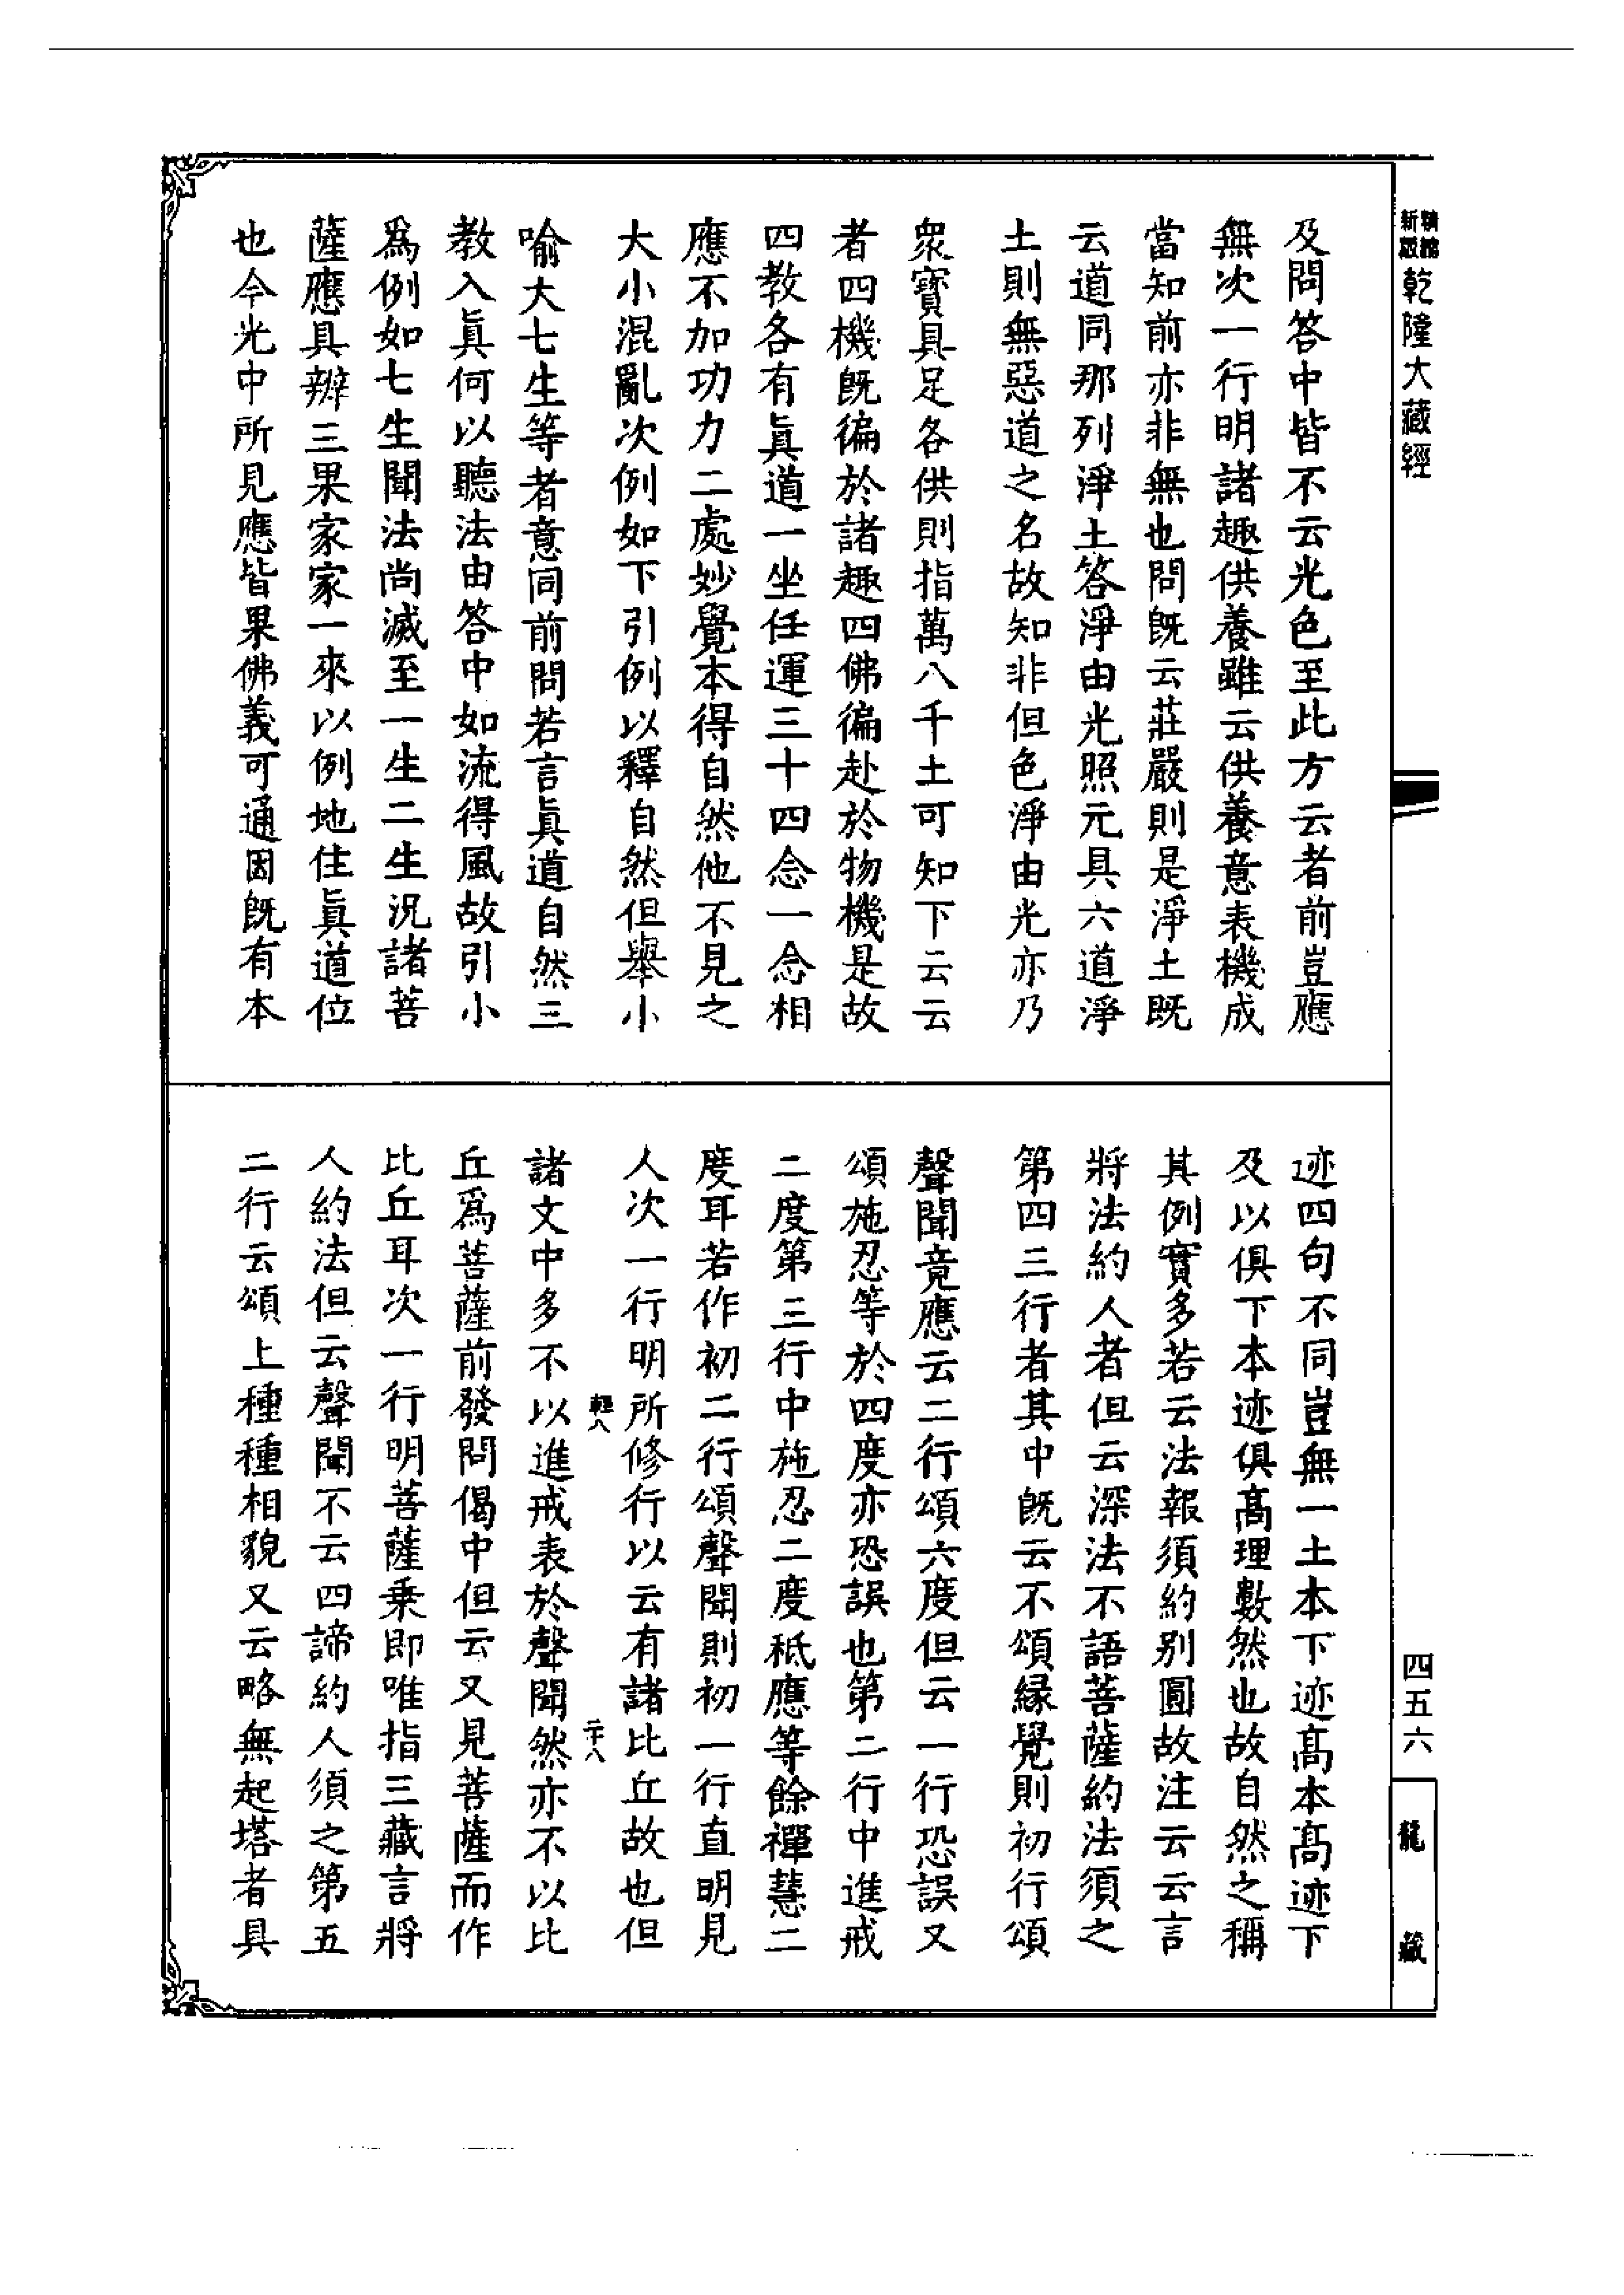 新編縮版乾隆大藏經
及問答中皆不云光色至此方云者前豈應
無次一行明諸趣供養雖云供養意表機成
當知前亦非無也問既云莊嚴則是淨土既
云道同那列淨土答淨由光照元具六道淨
土則無惡道之名故知非但色淨由光亦乃
眾寶具足各供則指萬八千土可知下云云
者四機既徧於諸趣四佛徧赴於物機是故
四教各有眞道一坐任運三十四念一念相
應不加功力二處妙覺本得自然他不見之
大小混亂次例如下引例以釋自然但舉小
喻大七生等者意同前問若言眞道自然三
教入眞何以聽法由答中如流得風故引小
爲例如七生聞法尚滅至一生二生況諸菩
薩應具辨三果家家一來以例地住眞道位
也今光中所見應皆果佛義可通因既有本
迹四句不同豈無一土本下迹髙本髙迹下
及以俱下本迹俱髙理數然也故自然之稱
其例實多若云法報須約別圓故注云云言
將法約人者但云深法不語菩薩約法須之
第四三行者其中既云不頌緣覺則初行頌
聲聞竟應云二行頌六度但云一行恐誤又
頌施忍等於四度亦恐誤也第二行中進戒
二度第三行中施忍二度秪應等餘禪慧二
度耳若作初二行頌聲聞則初一行直明見
人次一行明所修行以云有諸比丘故也但
輕八
二十八
諸文中多不以進戒表於聲聞然亦不以比
丘爲菩薩前發問偈中但云又見菩薩而作
比丘耳次一行明菩薩乘即唯指三藏言將
人約法但云聲聞不云四諦約人須之第五
二行云頌上種種相貌又云略無起塔者具
四五六
龍藏